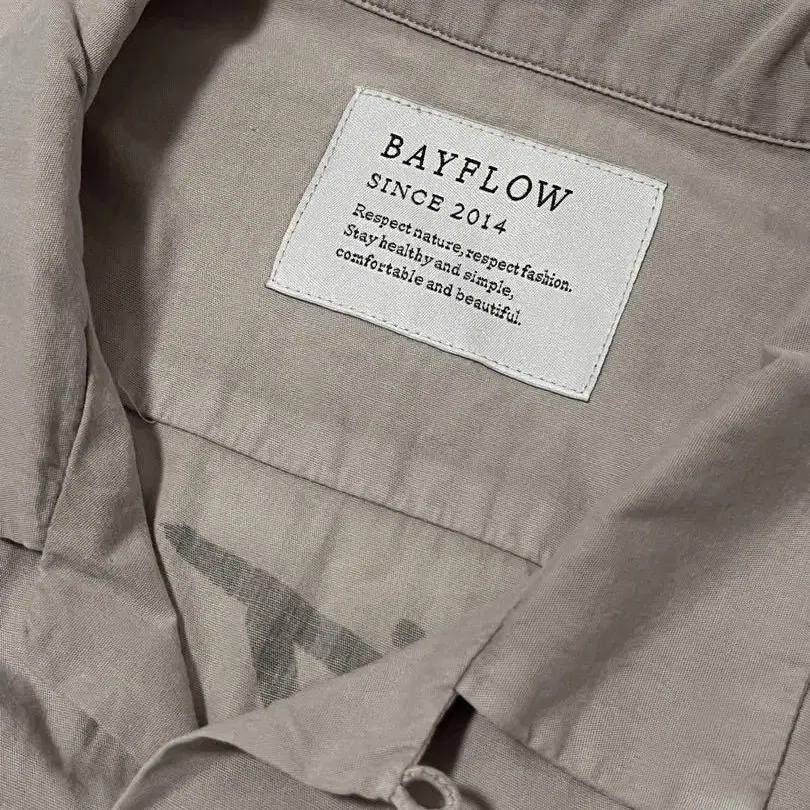 BAYFLOW
SINCE 2014
Respect nature, respect fashion.
Stay healthy and simple,
comfortable and beautiful.